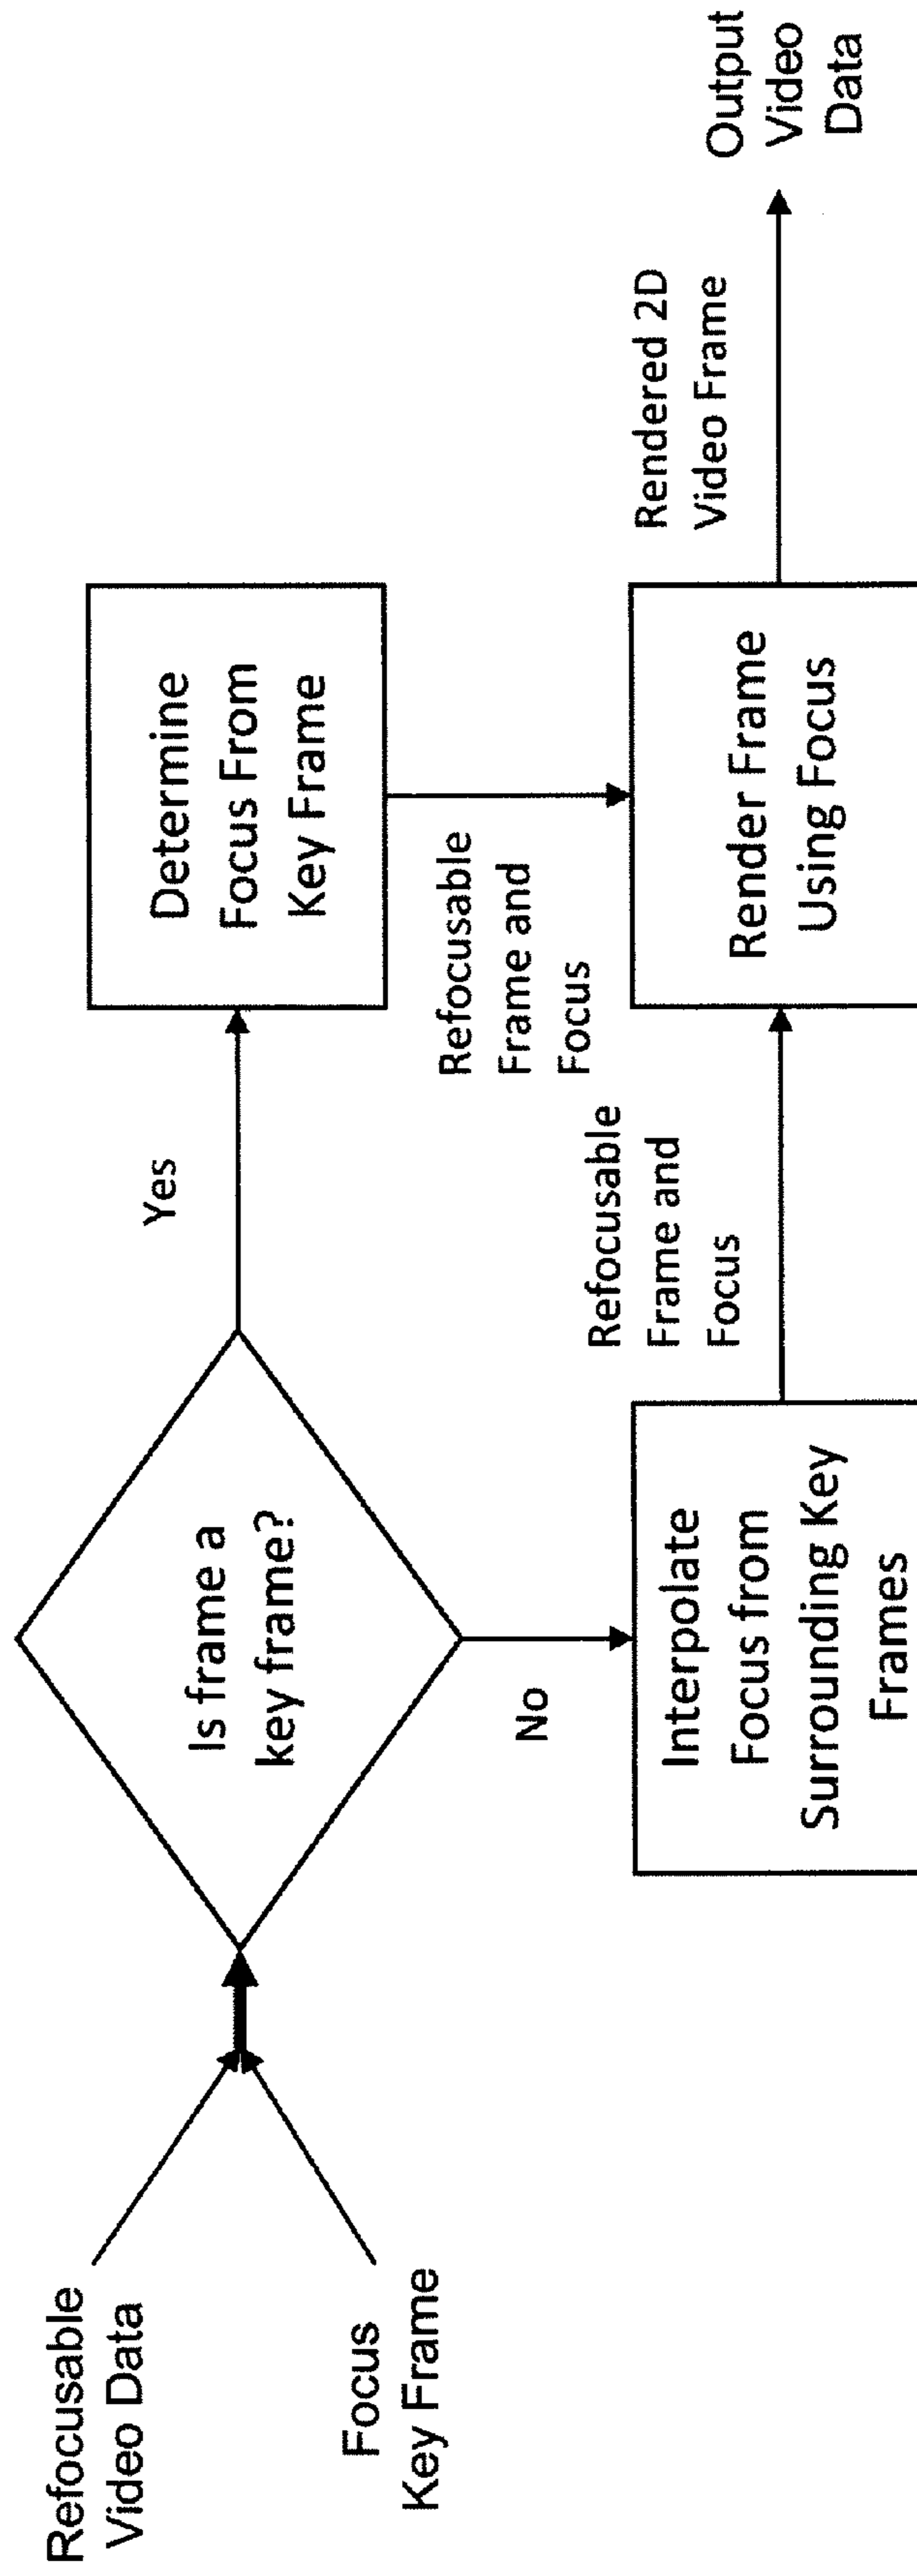 Refocusable
Video Data
Focus
Key Frame
Is frame a
key frame?
Yes
No
Determine
Focus From
Key Frame
Refocusable
Frame and
Focus
Interpolate
Focus from
Surrounding Key
Frames
Refocusable
Frame and
Focus
Render Frame
Using Focus
Rendered 2D
Video Frame
Output
Video
Data